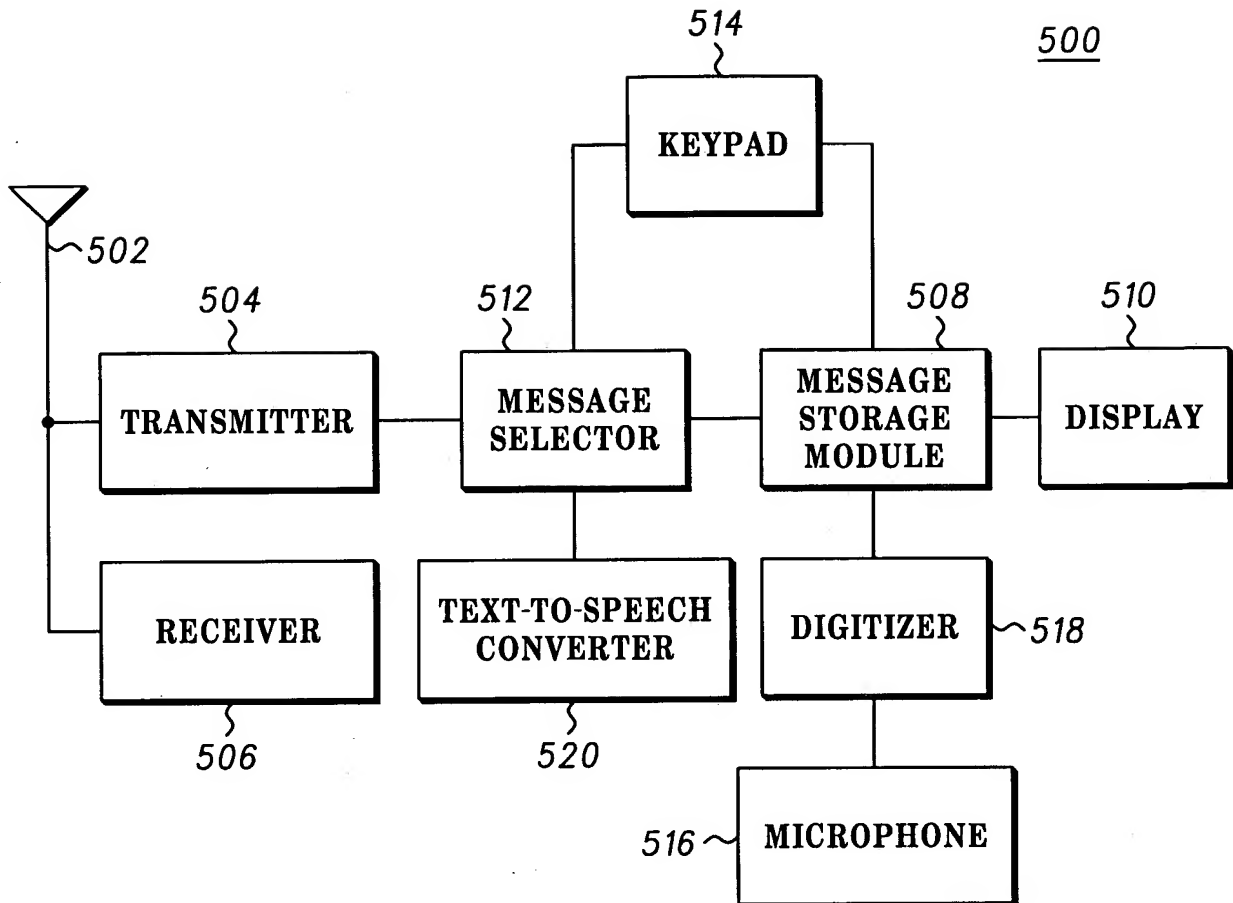 514
500
KEYPAD
502
504
512
508
510
TRANSMITTER
MESSAGE
SELECTOR
MESSAGE
STORAGE
MODULE
DISPLAY
RECEIVER
TEXT-TO-SPEECH
CONVERTER
DIGITIZER
518
506
520
516
MICROPHONE